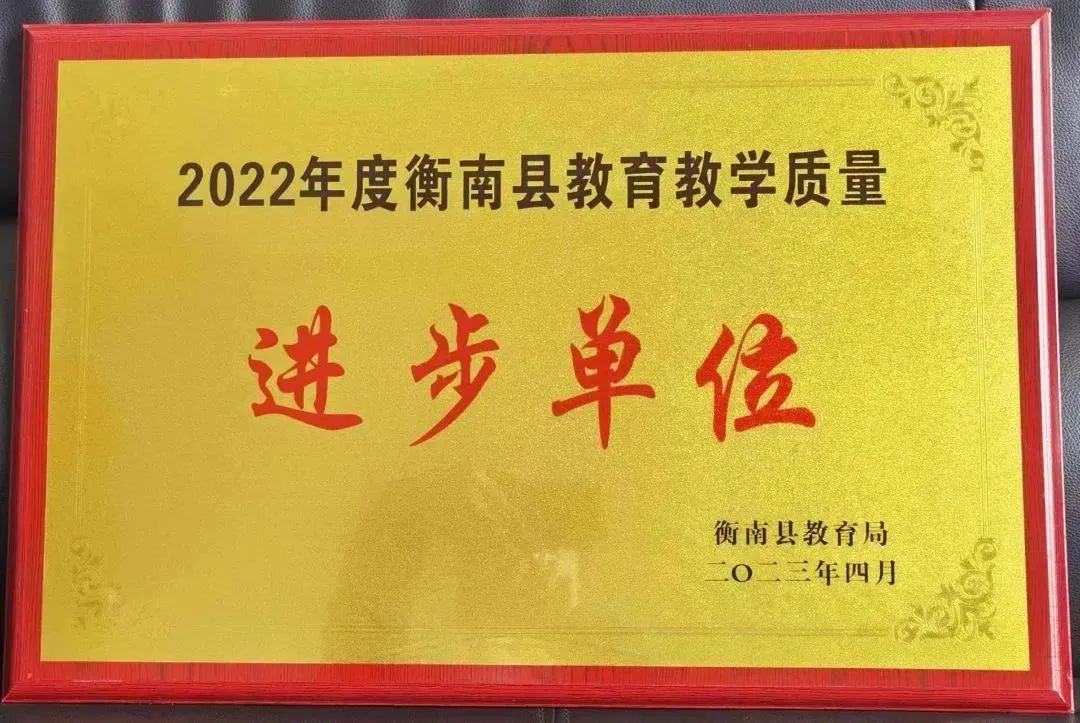 2022年度衡南县教育教学质量
进步单位
衡南县教育局
二〇二三年四月